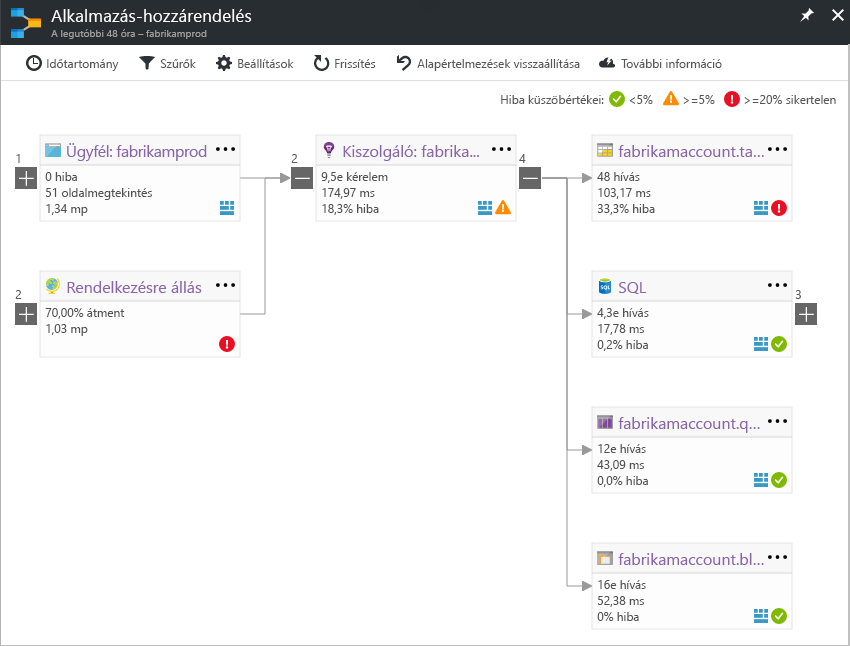 Alkalmazás-hozzárendelés
A legutóbbi 48 óra – fabrikamprod
Időtartomány Szűrők Beállítások Frissítés Alapértelmezések visszaállítása További információ
Hiba küszöbértékei: <5% >=5% >=20% sikertelen
1
Ügyfél: fabrikamprod
0 hiba
51 oldalmegtekintés
1,34 mp
2
Kiszolgáló: fabrika...
9,5e kérelem
174,97 ms
18,3% hiba
4
fabrikamaccount.ta...
48 hívás
103,17 ms
33,3% hiba
2
Rendelkezésre állás
70,00% átment
1,03 mp
SQL
4,3e hívás
17,78 ms
0,2% hiba
3
fabrikamaccount.q...
12e hívás
43,09 ms
0,0% hiba
fabrikamaccount.bl...
16e hívás
52,38 ms
0% hiba